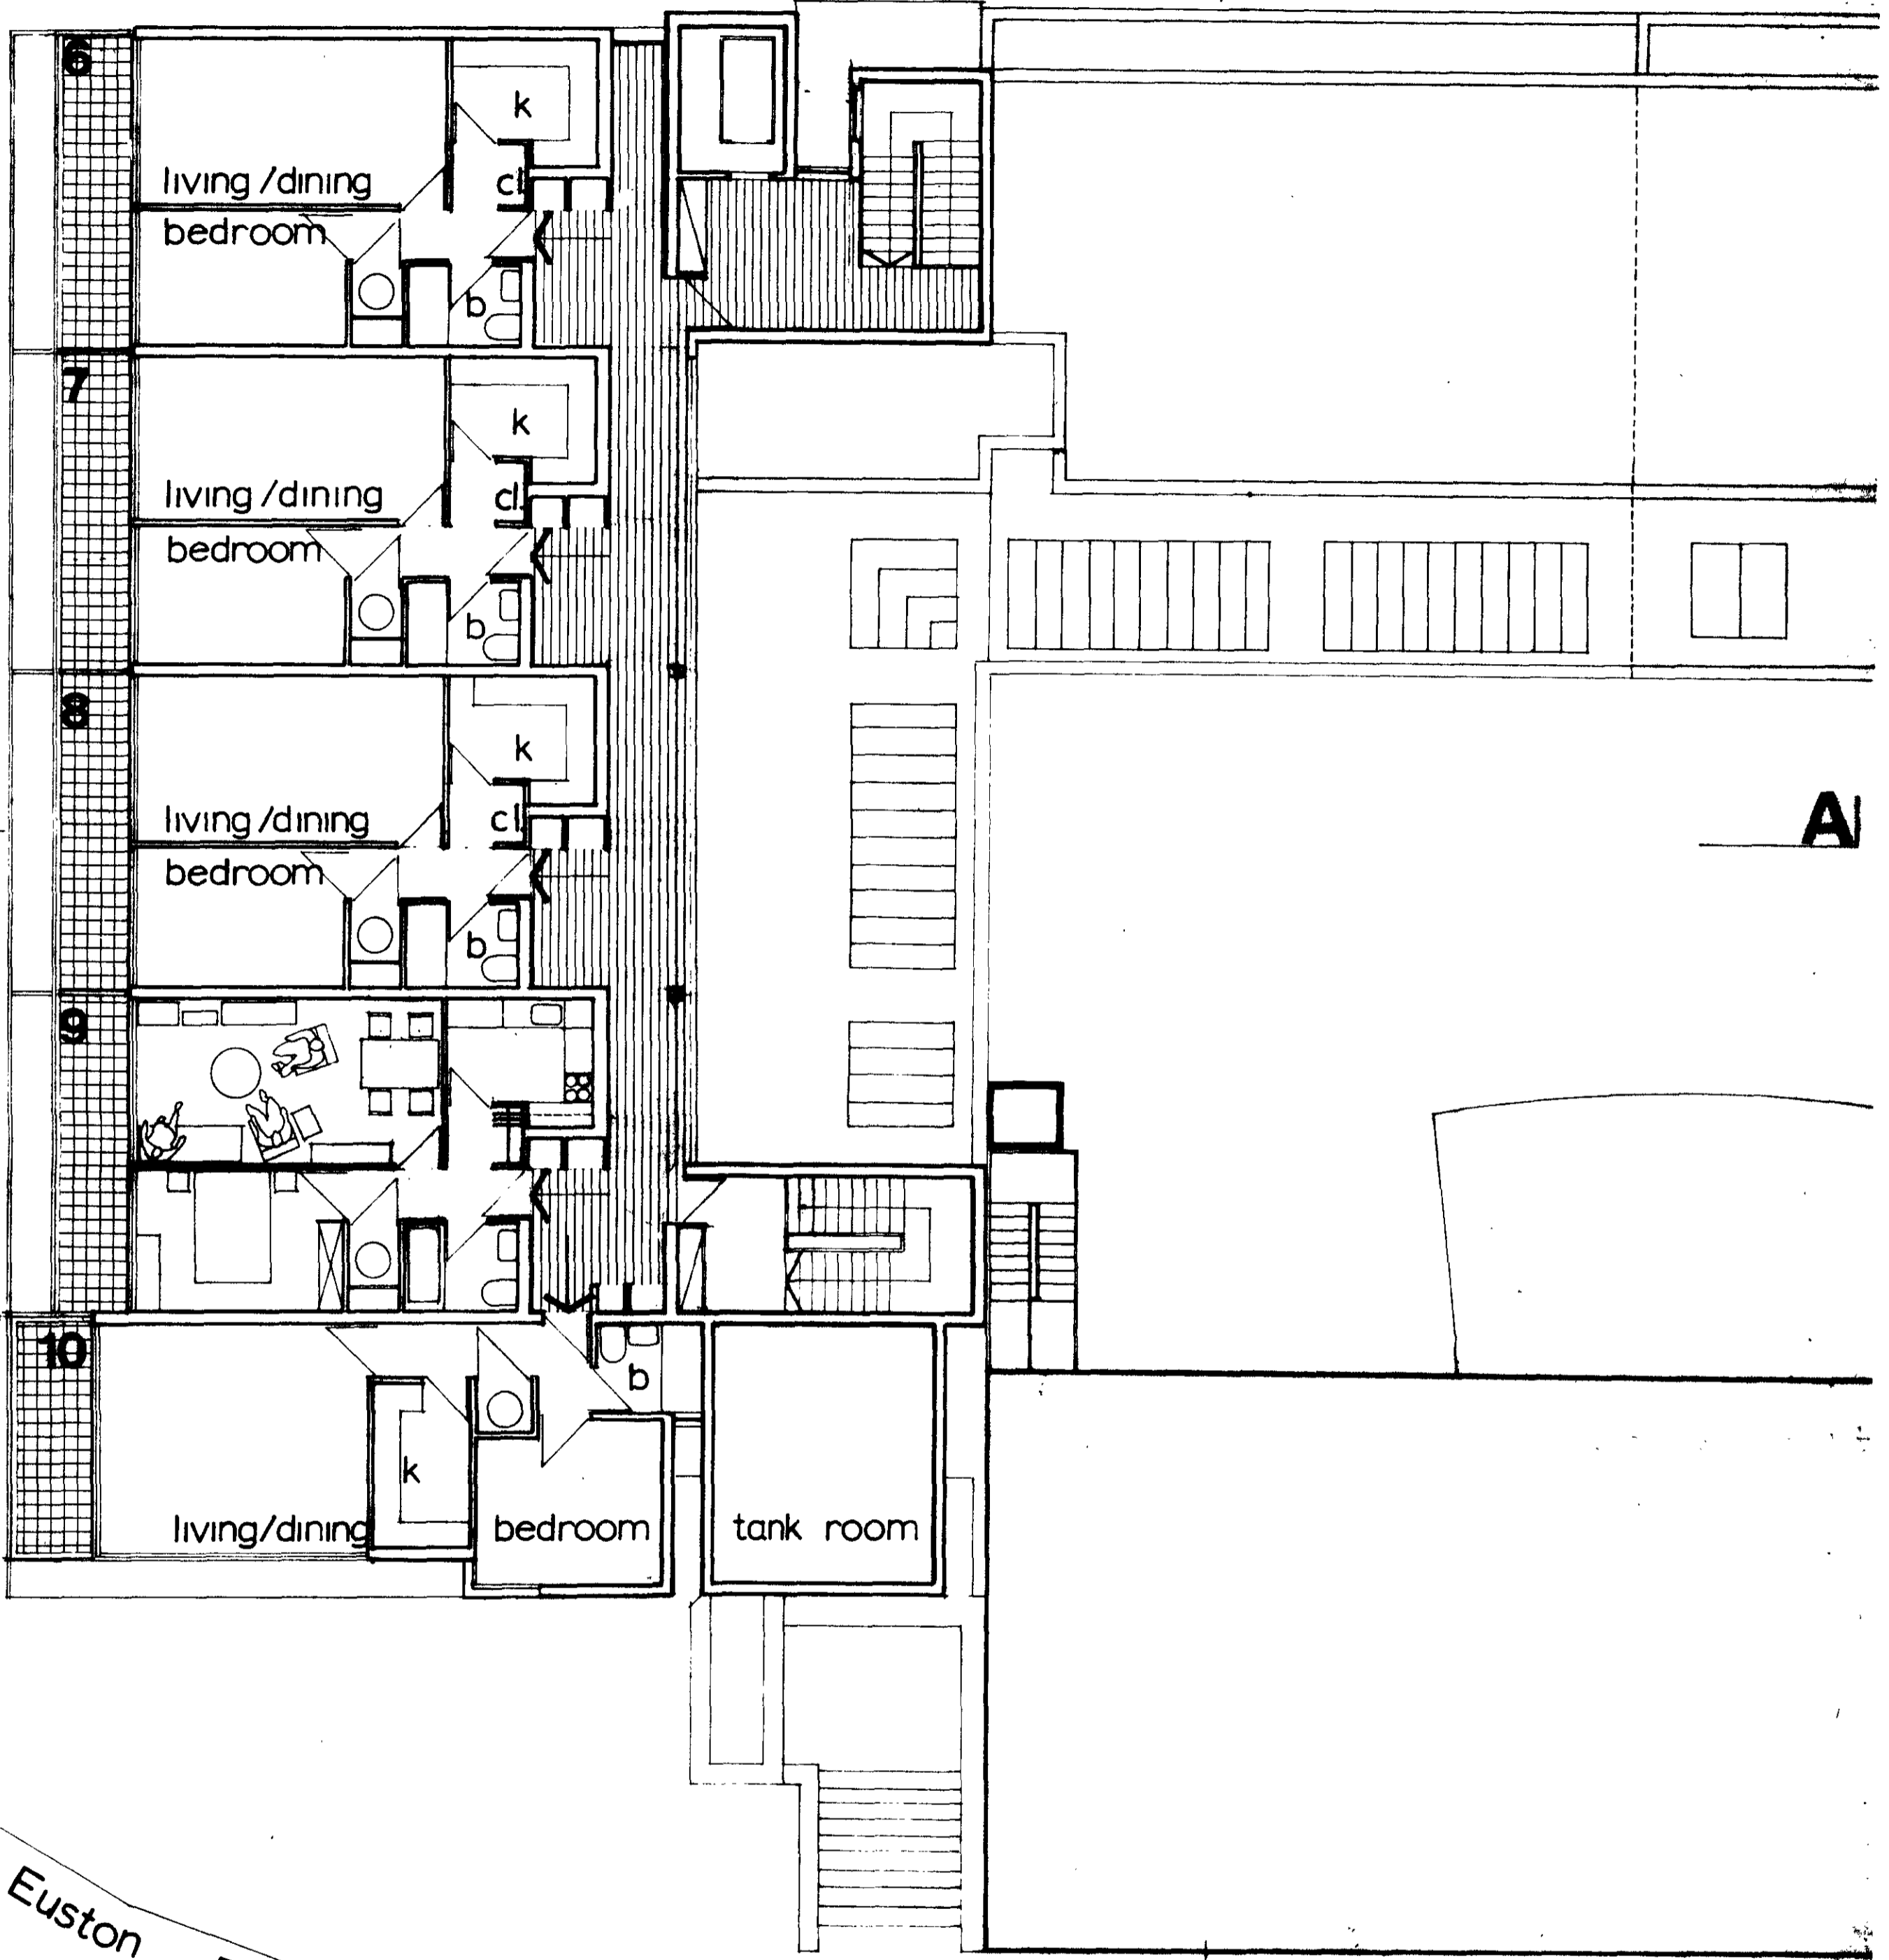 6
k
living/dining
cl
bedroom
b
7
k
living/dining
cl.
bedroom
b
8
k
living/dining
cl.
bedroom
b
A
9
10
b
k
living/dining
bedroom
tank room
Euston